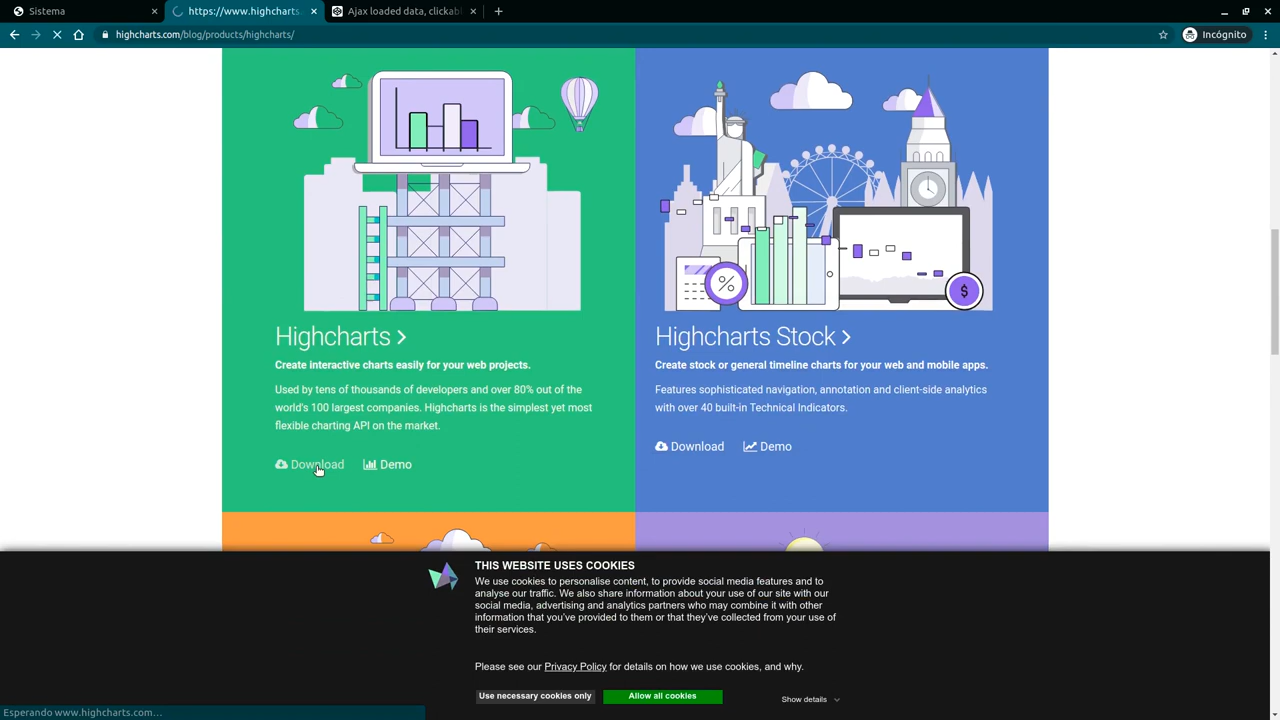 Sistema
https://www.highcharts.
Ajax loaded data, clickabl
highcharts.com/blog/products/highcharts/
Incógnito
Highcharts
Create interactive charts easily for your web projects.
Used by tens of thousands of developers and over 80% out of the
world's 100 largest companies. Highcharts is the simplest yet most
flexible charting API on the market.
Download
Demo
%
$
Highcharts Stock
Create stock or general timeline charts for your web and mobile apps.
Features sophisticated navigation, annotation and client-side analytics
with over 40 built-in Technical Indicators.
Download
Demo
THIS WEBSITE USES COOKIES
We use cookies to personalise content, to provide social media features and to
analyse our traffic. We also share information about your use of our site with our
social media, advertising and analytics partners who may combine it with other
information that you've provided to them or that they've collected from your use of
their services.
Please see our Privacy Policy for details on how we use cookies, and why.
Use necessary cookies only
Allow all cookies
Show details
Esperando www.highcharts.com...